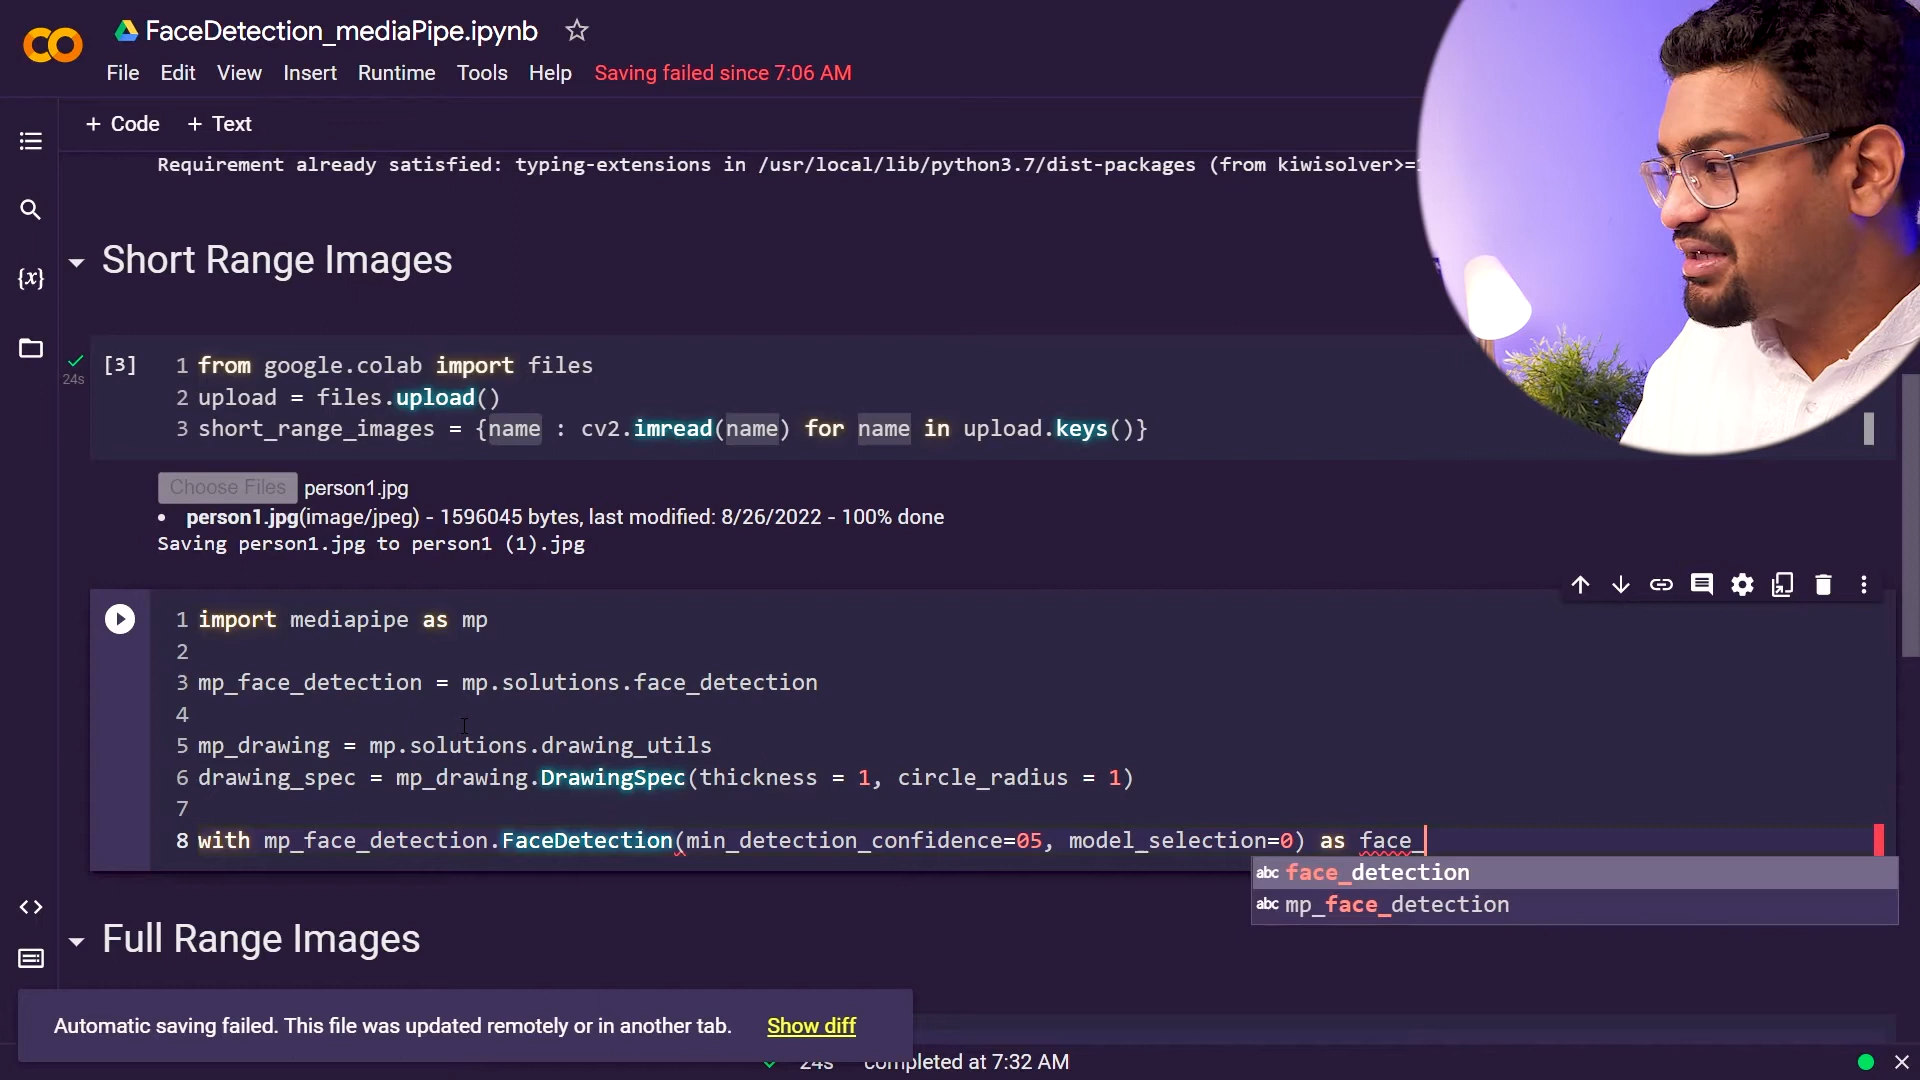 FaceDetection_mediaPipe.ipynb
File Edit View Insert Runtime Tools Help Saving failed since 7:06 AM
+ Code + Text
Requirement already satisfied: typing-extensions in /usr/local/lib/python3.7/dist-packages (from kiwisolver>=
Short Range Images
[3]
24s
1 from google.colab import files
2 upload = files.upload()
3 short_range_images = {name : cv2.imread(name) for name in upload.keys()}
Choose Files person1.jpg
• person1.jpg(image/jpeg) - 1596045 bytes, last modified: 8/26/2022 - 100% done
Saving person1.jpg to person1 (1).jpg
1 import mediapipe as mp
2
3 mp_face_detection = mp.solutions.face_detection
4
5 mp_drawing = mp.solutions.drawing_utils
6 drawing_spec = mp_drawing.DrawingSpec(thickness = 1, circle_radius = 1)
7
8 with mp_face_detection.FaceDetection(min_detection_confidence=05, model_selection=0) as face_
abc face_detection
abc mp_face_detection
Full Range Images
Automatic saving failed. This file was updated remotely or in another tab. Show diff
24s completed at 7:32 AM